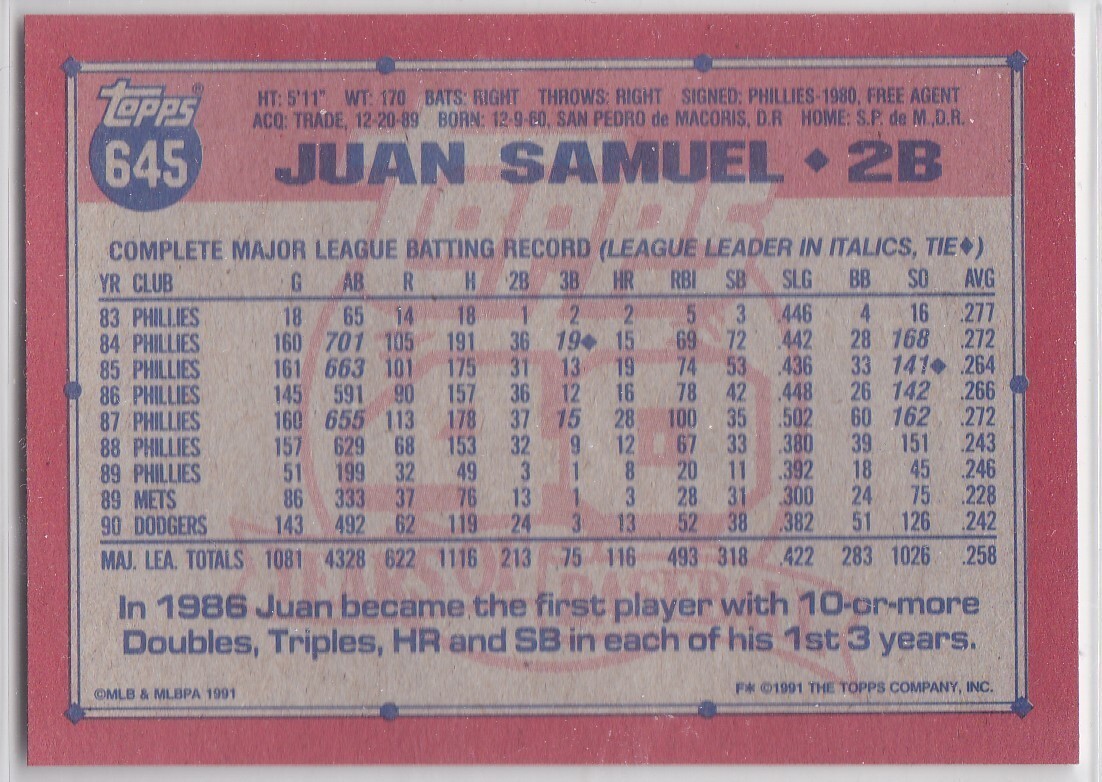 Topps®
645
HT: 5'11" WT: 170 BATS: RIGHT THROWS: RIGHT SIGNED: PHILLIES-1980, FREE AGENT
ACQ: TRADE, 12-20-89 BORN: 12-9-60, SAN PEDRO de MACORIS, D.R HOME: S.P. de M.,D.R.
JUAN SAMUEL ◆ 2B
COMPLETE MAJOR LEAGUE BATTING RECORD (LEAGUE LEADER IN ITALICS, TIE◆)
YR CLUB G AB R H 2B 3B HR RBI SB SLG BB SO AVG
83 PHILLIES 18 65 14 18 1 2 2 5 3 .446 4 16 .277
84 PHILLIES 160 701 105 191 36 19◆ 15 69 72 .442 28 168 .272
85 PHILLIES 161 663 101 175 31 13 19 74 53 .436 33 141◆ .264
86 PHILLIES 145 591 90 157 36 12 16 78 42 .448 26 142 .266
87 PHILLIES 160 655 113 178 37 15 28 100 35 .502 60 162 .272
88 PHILLIES 157 629 68 153 32 9 12 67 33 .380 39 151 .243
89 PHILLIES 51 199 32 49 3 1 8 20 11 .392 18 45 .246
89 METS 86 333 37 76 13 1 3 28 31 .300 24 75 .228
90 DODGERS 143 492 62 119 24 3 13 52 38 .382 51 126 .242
MAJ. LEA. TOTALS 1081 4328 622 1116 213 75 116 493 318 .422 283 1026 .258
TOPPS
40
YEARS OF BASEBALL
In 1986 Juan became the first player with 10-or-more
Doubles, Triples, HR and SB in each of his 1st 3 years.
©MLB & MLBPA 1991
F* ©1991 THE TOPPS COMPANY, INC.